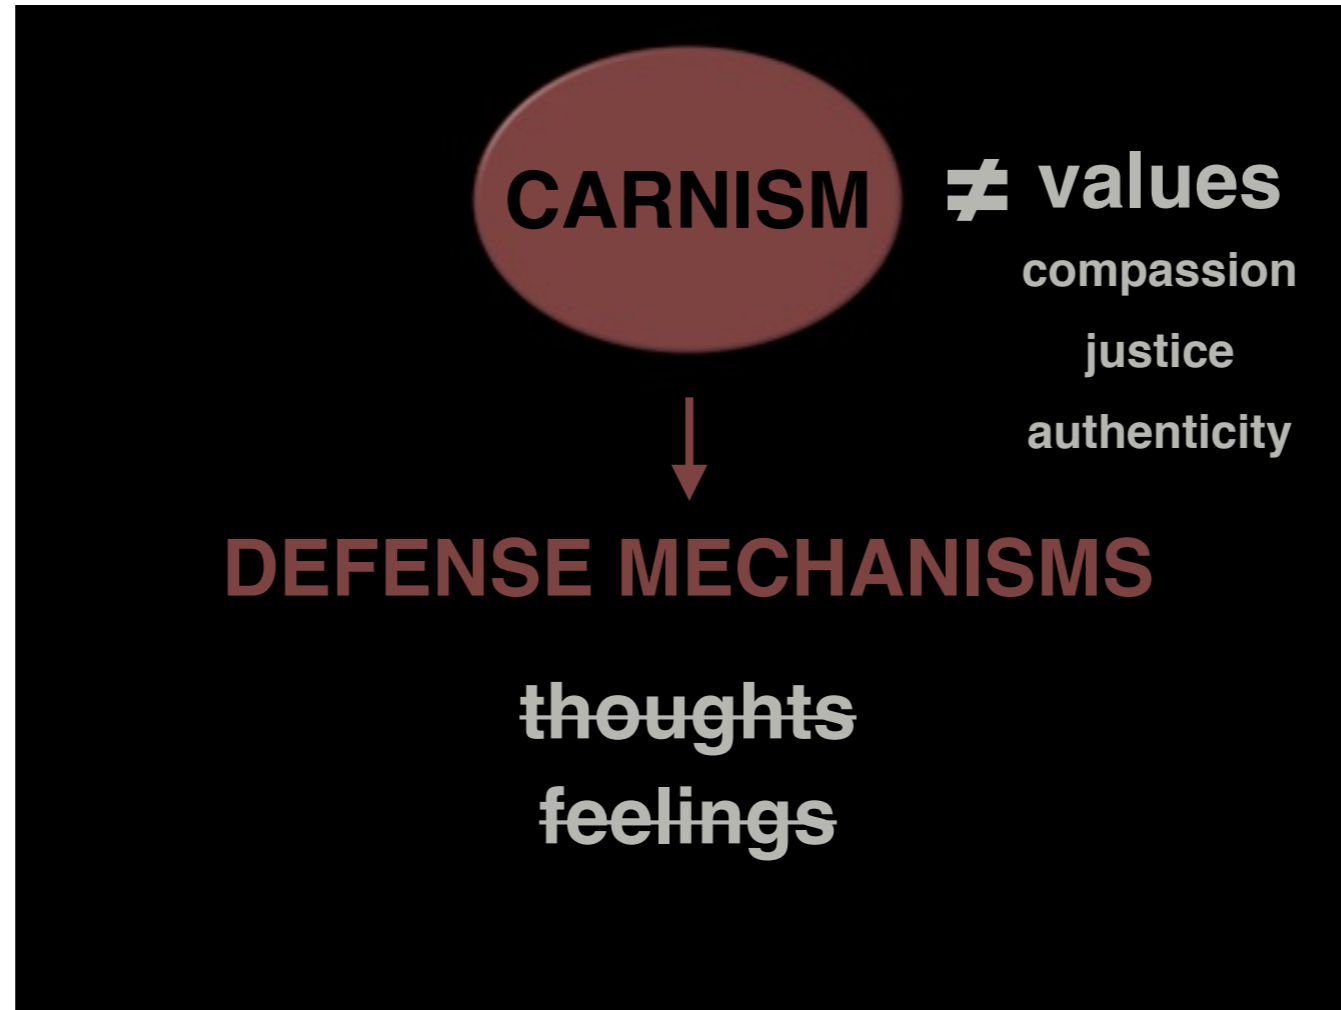 CARNISM
≠ values
compassion
justice
authenticity
DEFENSE MECHANISMS
thoughts
feelings